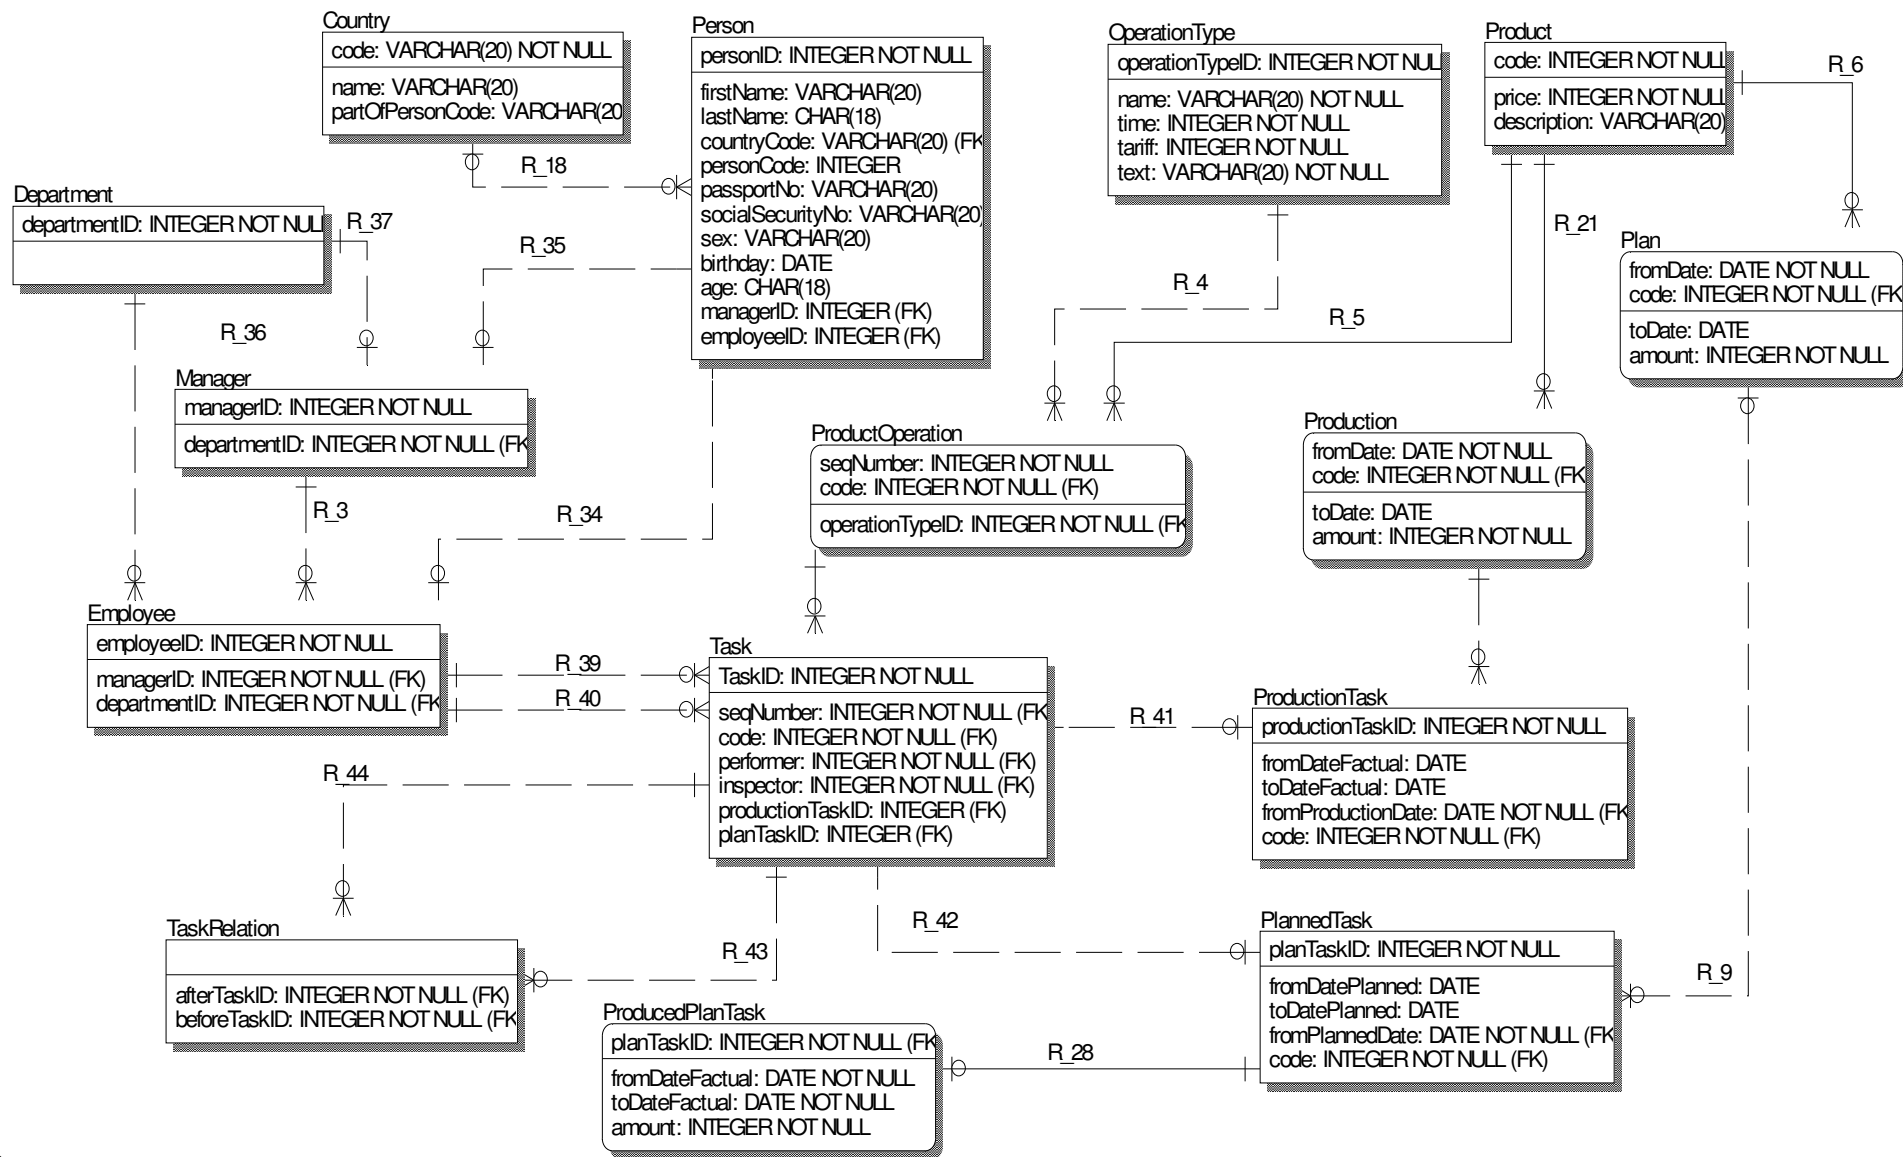 Country
code: VARCHAR(20) NOT NULL
name: VARCHAR(20)
partOfPersonCode: VARCHAR(20
Person
personID: INTEGER NOT NULL
firstName: VARCHAR(20)
lastName: CHAR(18)
countryCode: VARCHAR(20) (FK
personCode: INTEGER
passportNo: VARCHAR(20)
socialSecurityNo: VARCHAR(20)
sex: VARCHAR(20)
birthday: DATE
age: CHAR(18)
managerID: INTEGER (FK)
employeeID: INTEGER (FK)
OperationType
operationTypeID: INTEGER NOT NUL
name: VARCHAR(20) NOT NULL
time: INTEGER NOT NULL
tariff: INTEGER NOT NULL
text: VARCHAR(20) NOT NULL
Product
code: INTEGER NOT NULL
price: INTEGER NOT NULL
description: VARCHAR(20)
R_6
R_18
Department
departmentID: INTEGER NOT NULL
R_37
R_35
R_21
Plan
fromDate: DATE NOT NULL
code: INTEGER NOT NULL (FK
toDate: DATE
amount: INTEGER NOT NULL
R_4
R_5
R_36
Manager
managerID: INTEGER NOT NULL
departmentID: INTEGER NOT NULL (FK
R_3
R_34
ProductOperation
seqNumber: INTEGER NOT NULL
code: INTEGER NOT NULL (FK)
operationTypeID: INTEGER NOT NULL (FK
Production
fromDate: DATE NOT NULL
code: INTEGER NOT NULL (FK
toDate: DATE
amount: INTEGER NOT NULL
Employee
employeeID: INTEGER NOT NULL
managerID: INTEGER NOT NULL (FK)
departmentID: INTEGER NOT NULL (FK
R_39
R_40
Task
TaskID: INTEGER NOT NULL
seqNumber: INTEGER NOT NULL (FK
code: INTEGER NOT NULL (FK)
performer: INTEGER NOT NULL (FK)
inspector: INTEGER NOT NULL (FK)
productionTaskID: INTEGER (FK)
planTaskID: INTEGER (FK)
R_41
ProductionTask
productionTaskID: INTEGER NOT NULL
fromDateFactual: DATE
toDateFactual: DATE
fromProductionDate: DATE NOT NULL (FK
code: INTEGER NOT NULL (FK)
R_44
TaskRelation
afterTaskID: INTEGER NOT NULL (FK)
beforeTaskID: INTEGER NOT NULL (FK
R_43
R_42
PlannedTask
planTaskID: INTEGER NOT NULL
fromDatePlanned: DATE
toDatePlanned: DATE
fromPlannedDate: DATE NOT NULL (FK
code: INTEGER NOT NULL (FK)
R_9
ProducedPlanTask
planTaskID: INTEGER NOT NULL (FK
fromDateFactual: DATE NOT NULL
toDateFactual: DATE NOT NULL
amount: INTEGER NOT NULL
R_28